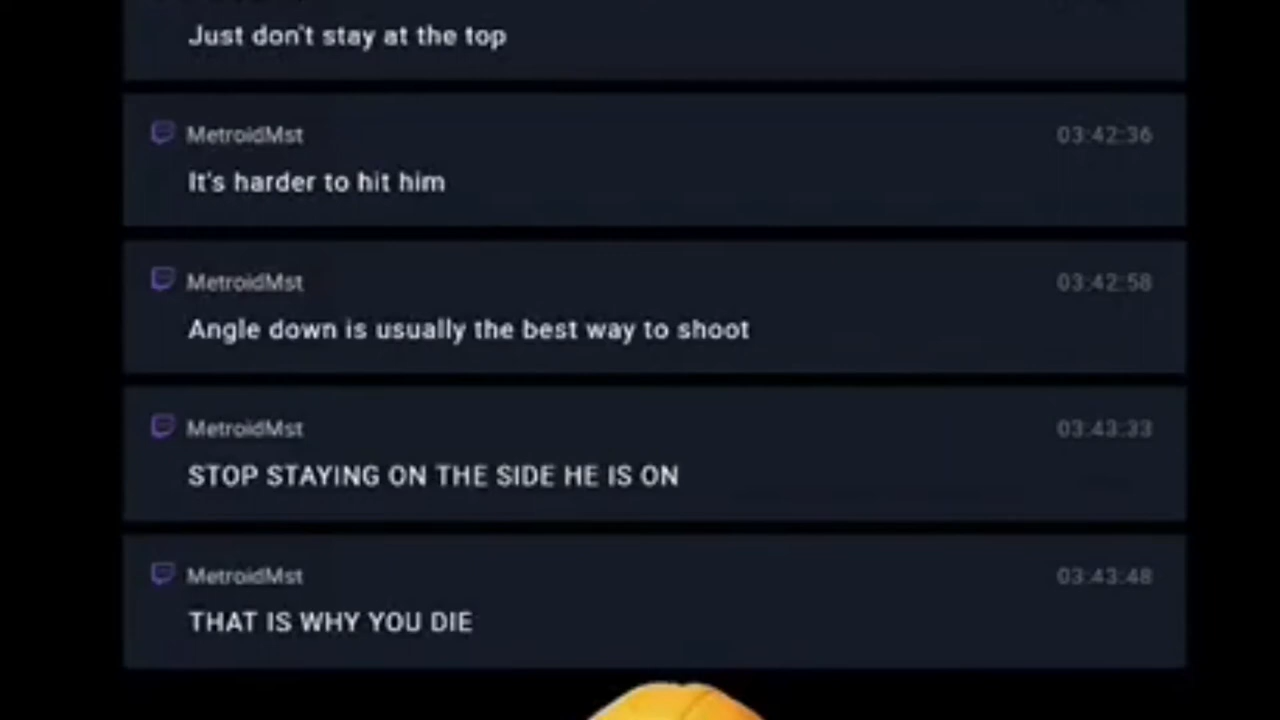 Just don't stay at the top
MetroidMst 03:42:36
It's harder to hit him
MetroidMst 03:42:58
Angle down is usually the best way to shoot
MetroidMst 03:43:33
STOP STAYING ON THE SIDE HE IS ON
MetroidMst 03:43:48
THAT IS WHY YOU DIE